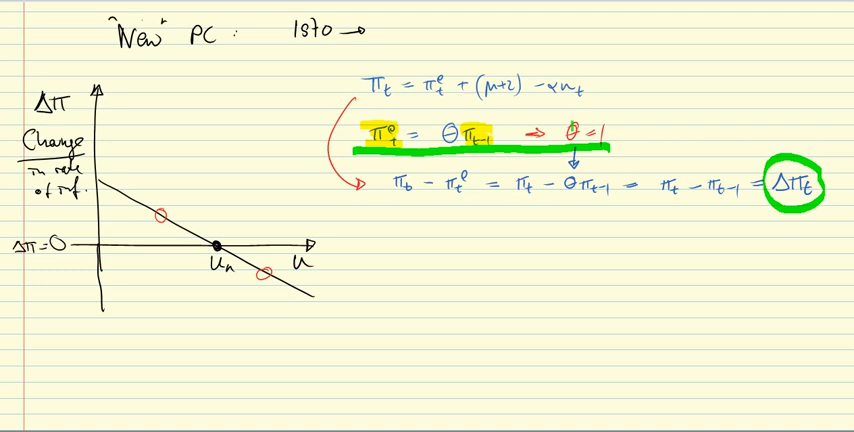 "New" PC : 1970 →
πₜ = πₜᵉ + (μ+z) - αuₜ
Δπ
πₜᵉ = θ πₜ₋₁ ⇒ θ = 1
Change
in rate
of inf.
πₜ - πₜᵉ = πₜ - θπₜ₋₁ = πₜ - πₜ₋₁ = Δπₜ
Δπ = 0
uₙ u